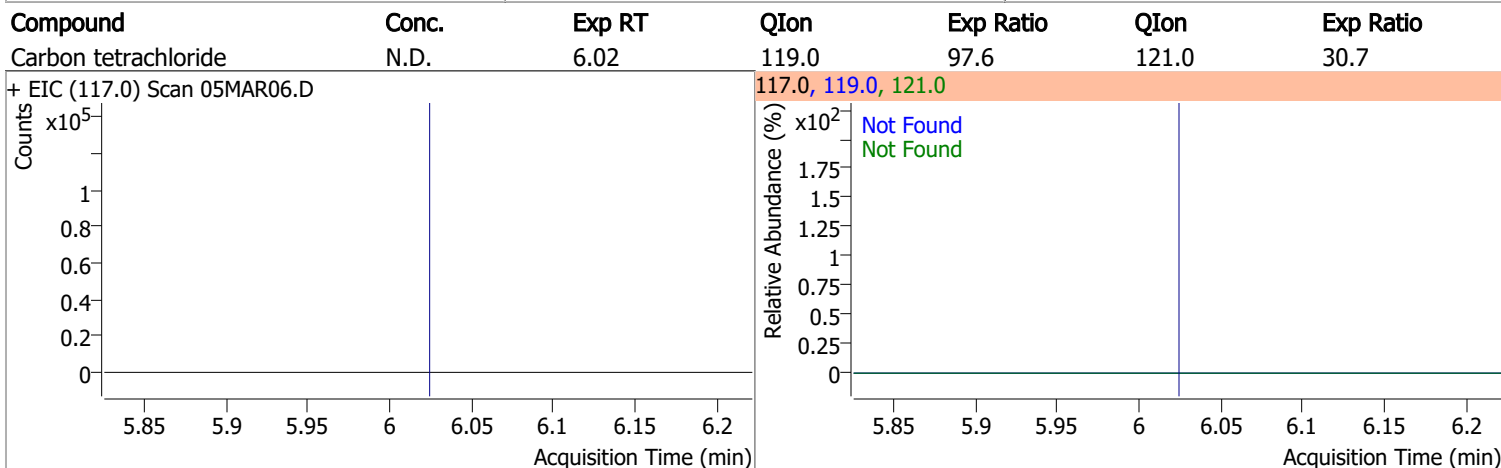 Compound Conc. Exp RT QIon Exp Ratio QIon Exp Ratio
Carbon tetrachloride N.D. 6.02 119.0 97.6 121.0 30.7
+ EIC (117.0) Scan 05MAR06.D
Counts
x10^5
1
0.8
0.6
0.4
0.2
0
5.85 5.9 5.95 6 6.05 6.1 6.15 6.2
Acquisition Time (min)
117.0, 119.0, 121.0
Relative Abundance (%)
x10^2
Not Found
Not Found
1.75
1.5
1.25
1
0.75
0.5
0.25
0
5.85 5.9 5.95 6 6.05 6.1 6.15 6.2
Acquisition Time (min)